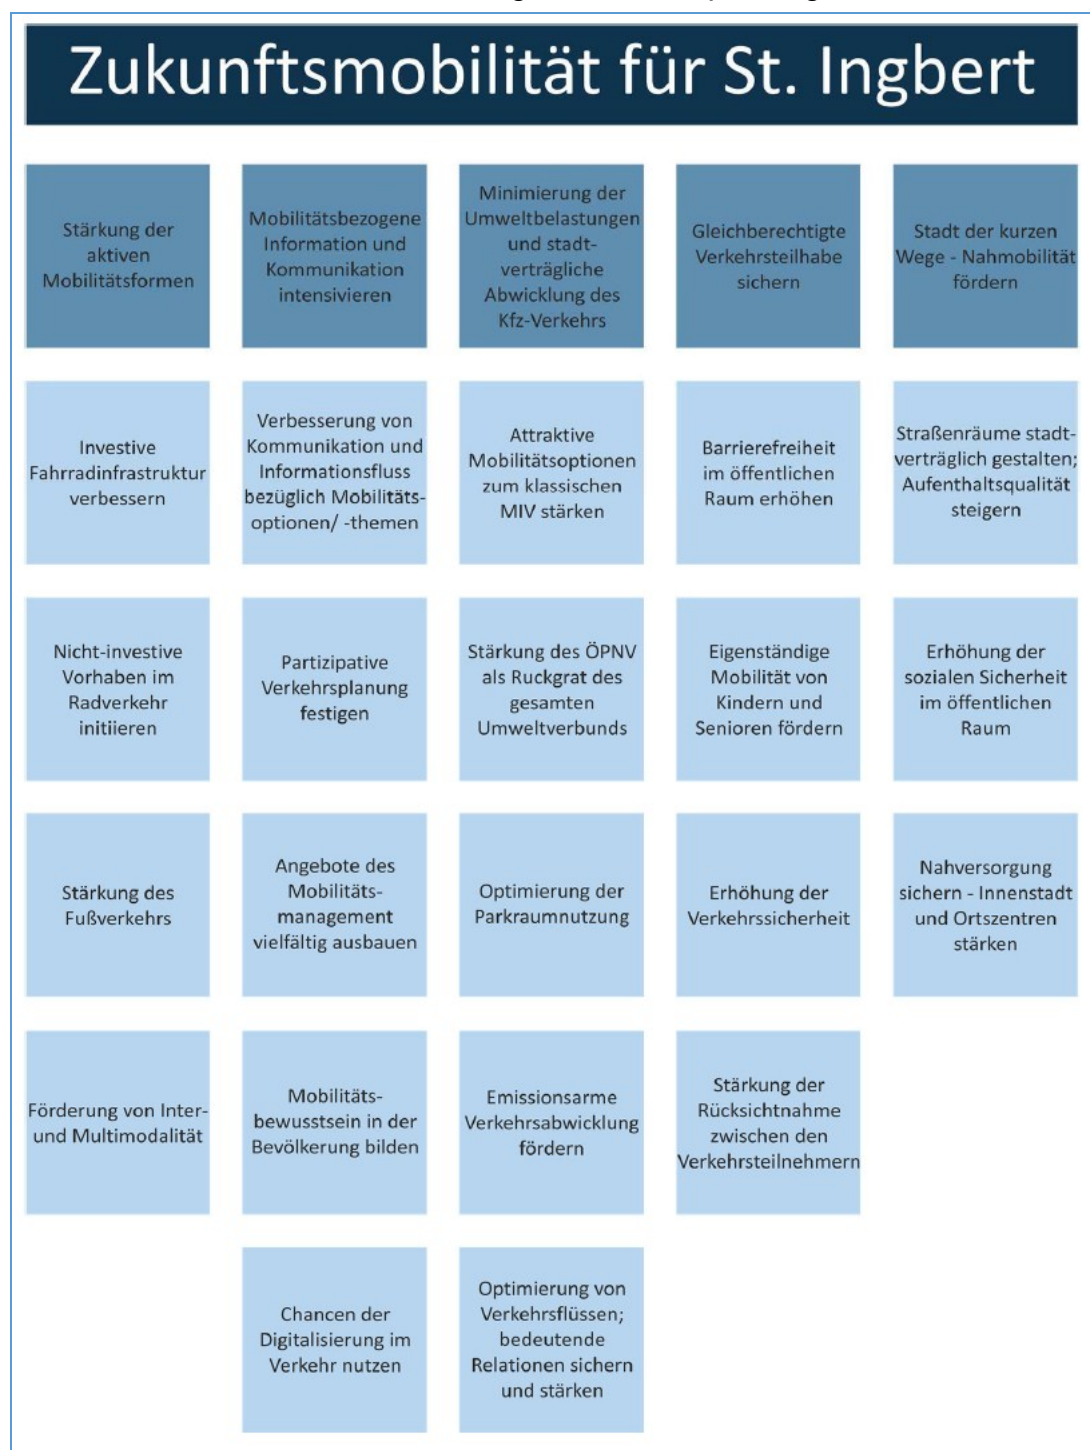 Zukunftsmobilität für St. Ingbert
Stärkung der
aktiven
Mobilitätsformen
Mobilitätsbezogene
Information und
Kommunikation
intensivieren
Minimierung der
Umweltbelastungen
und stadt-
verträgliche
Abwicklung des
Kfz-Verkehrs
Gleichberechtigte
Verkehrsteilhabe
sichern
Stadt der kurzen
Wege - Nahmobilität
fördern
Investive
Fahrradinfrastruktur
verbessern
Verbesserung von
Kommunikation und
Informationsfluss
bezüglich Mobilitäts-
optionen/ -themen
Attraktive
Mobilitätsoptionen
zum klassischen
MIV stärken
Barrierefreiheit
im öffentlichen
Raum erhöhen
Straßenräume stadt-
verträglich gestalten;
Aufenthaltsqualität
steigern
Nicht-investive
Vorhaben im
Radverkehr
initiieren
Partizipative
Verkehrsplanung
festigen
Stärkung des ÖPNV
als Ruckgrat des
gesamten
Umweltverbunds
Eigenständige
Mobilität von
Kindern und
Senioren fördern
Erhöhung der
sozialen Sicherheit
im öffentlichen
Raum
Stärkung des
Fußverkehrs
Angebote des
Mobilitäts-
management
vielfältig ausbauen
Optimierung der
Parkraumnutzung
Erhöhung der
Verkehrssicherheit
Nahversorgung
sichern - Innenstadt
und Ortszentren
stärken
Förderung von Inter-
und Multimodalität
Mobilitäts-
bewusstsein in der
Bevölkerung bilden
Emissionsarme
Verkehrsabwicklung
fördern
Stärkung der
Rücksichtnahme
zwischen den
Verkehrsteilnehmern
Chancen der
Digitalisierung im
Verkehr nutzen
Optimierung von
Verkehrsflüssen;
bedeutende
Relationen sichern
und stärken